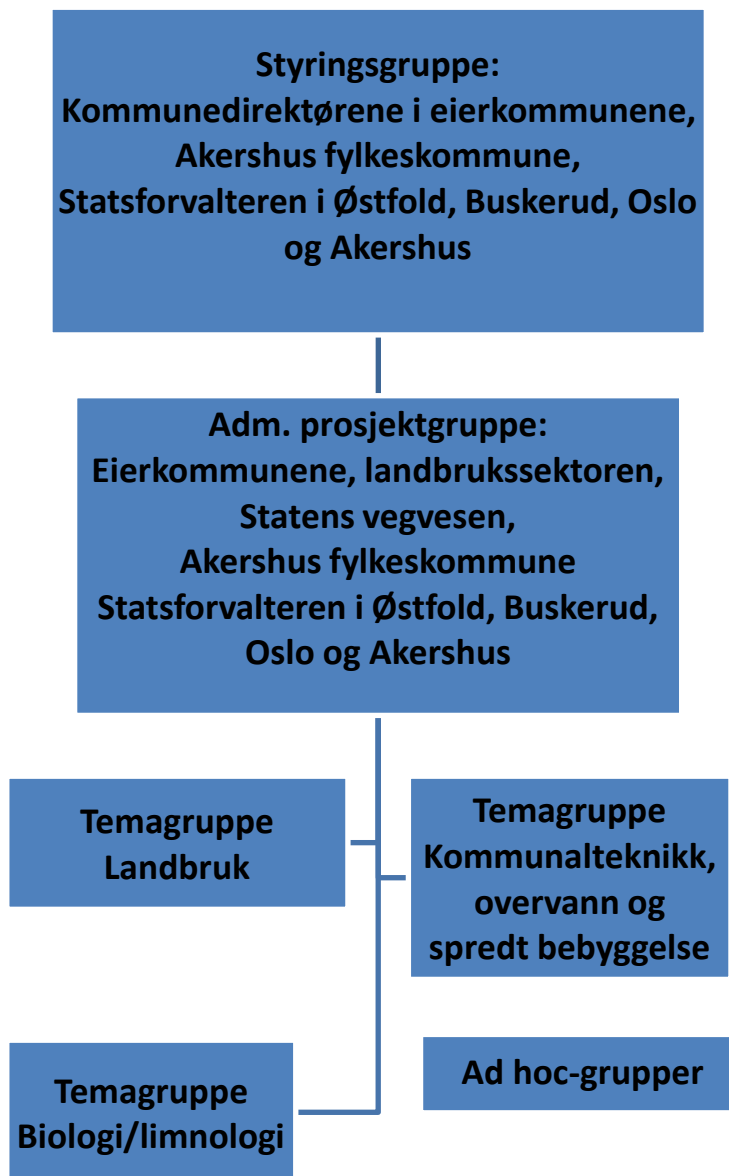 Styringsgruppe:
Kommunedirektørene i eierkommunene,
Akershus fylkeskommune,
Statsforvalteren i Østfold, Buskerud, Oslo
og Akershus
Adm. prosjektgruppe:
Eierkommunene, landbrukssektoren,
Statens vegvesen,
Akershus fylkeskommune
Statsforvalteren i Østfold, Buskerud,
Oslo og Akershus
Temagruppe
Landbruk
Temagruppe
Kommunalteknikk,
overvann og
spredt bebyggelse
Temagruppe
Biologi/limnologi
Ad hoc-grupper